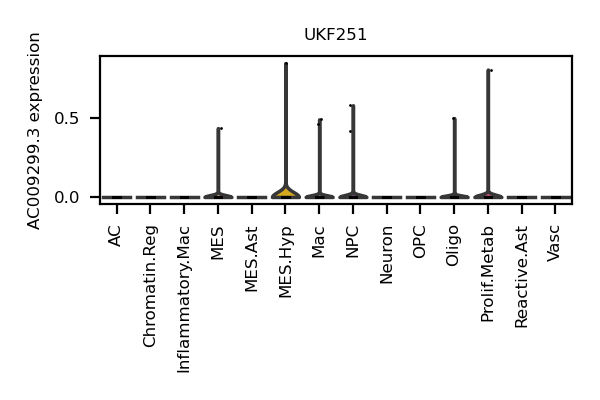 UKF251
AC009299.3 expression
0.5
0.0
AC
Chromatin.Reg
Inflammatory.Mac
MES
MES.Ast
MES.Hyp
Mac
NPC
Neuron
OPC
Oligo
Prolif.Metab
Reactive.Ast
Vasc